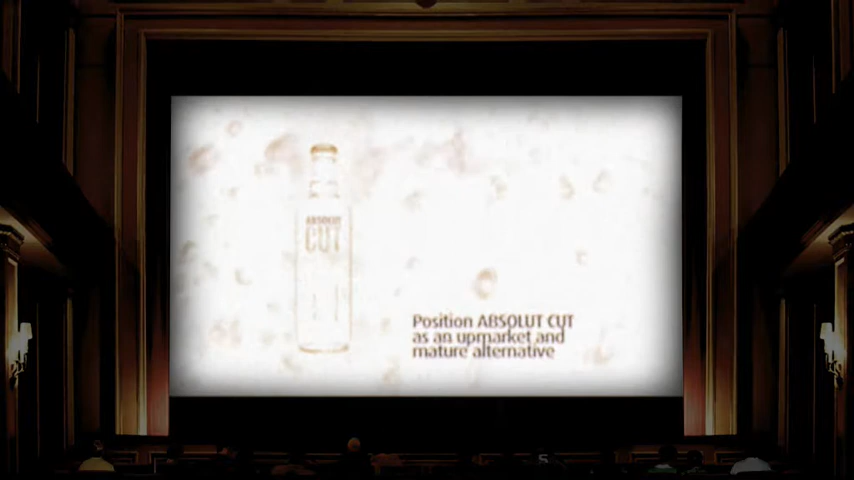 ABSOLUT
CUT
Position ABSOLUT CUT
as an upmarket and
mature alternative